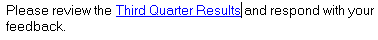 Please review the Third Quarter Results and respond with your
feedback.